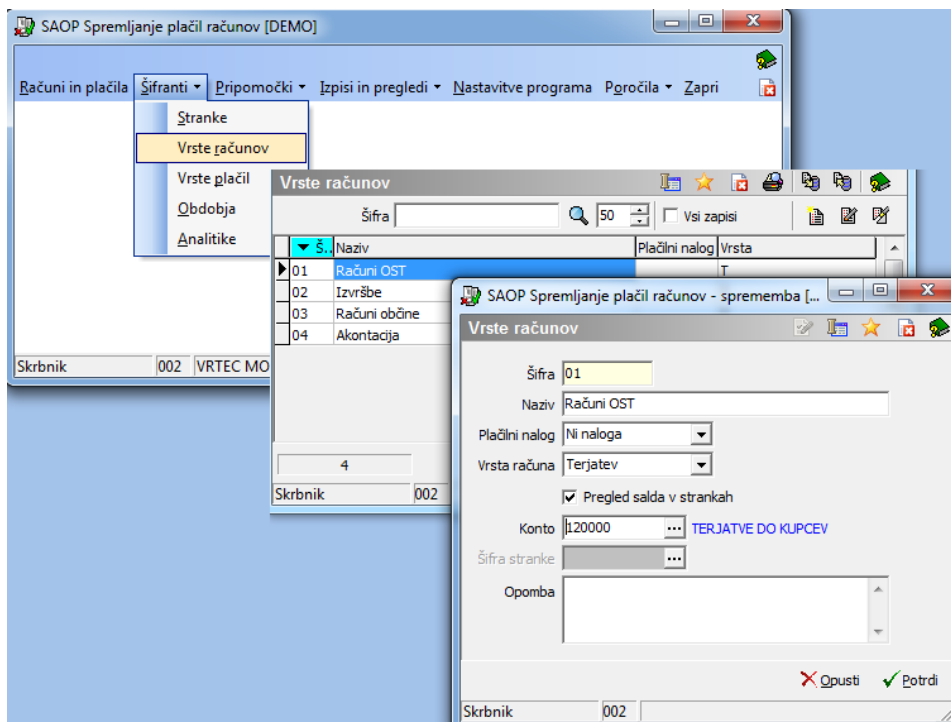 SAOP Spremljanje plačil računov [DEMO]
Računi in plačila Šifranti Pripomočki Izpisi in pregledi Nastavitve programa Poročila Zapri
Stranke
Vrste računov
Vrste plačil
Obdobja
Analitike
Skrbnik 002 VRTEC MO
Vrste računov
Šifra 50 Vsi zapisi
Š.. Naziv Plačilni nalog Vrsta
01 Računi OST T
02 Izvršbe
03 Računi občine
04 Akontacija
4
Skrbnik 002
SAOP Spremljanje plačil računov - sprememba [...
Vrste računov
Šifra 01
Naziv Računi OST
Plačilni nalog Ni naloga
Vrsta računa Terjatev
Pregled salda v strankah
Konto 120000 ... TERJATVE DO KUPCEV
Šifra stranke ...
Opomba
Opusti Potrdi
Skrbnik 002